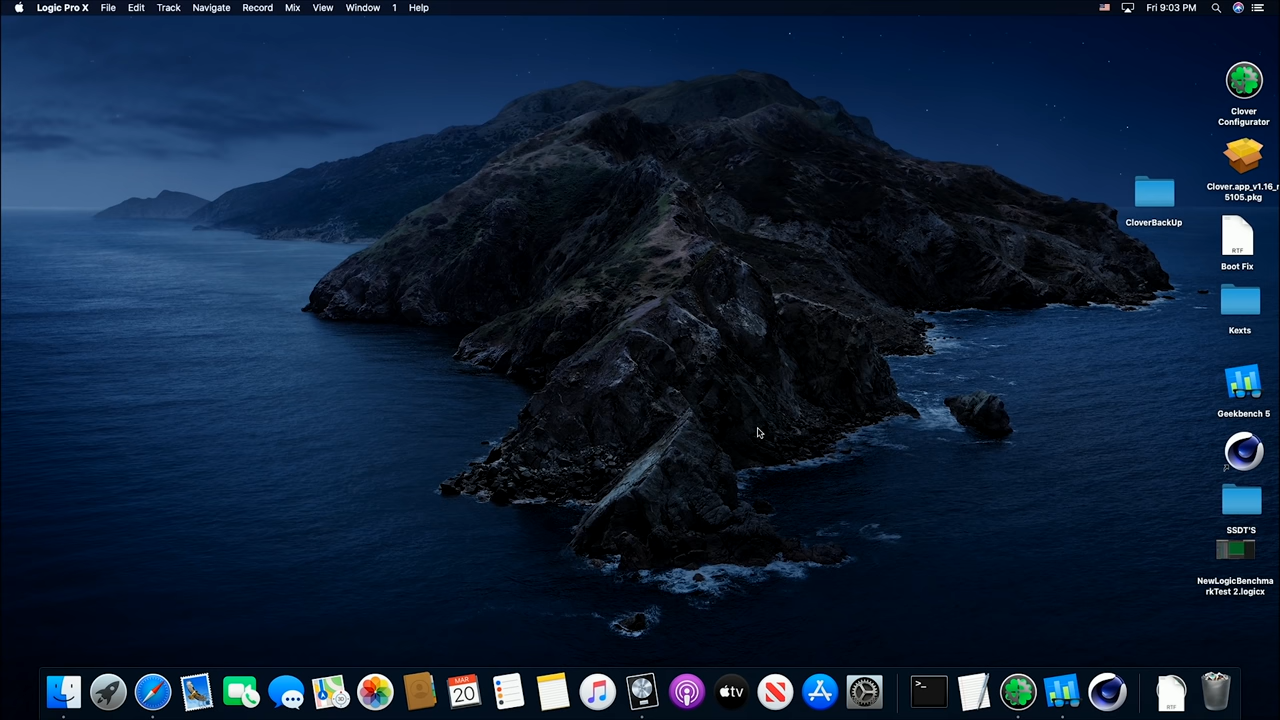 Logic Pro X File Edit Track Navigate Record Mix View Window 1 Help Fri 9:03 PM
Clover
Configurator
Clover.app_v1.16_r
5105.pkg
CloverBackUp
RTF
Boot Fix
Kexts
Geekbench 5
SSDT'S
NewLogicBenchma
rkTest 2.logicx
MAR
20
tv
>_
RTF